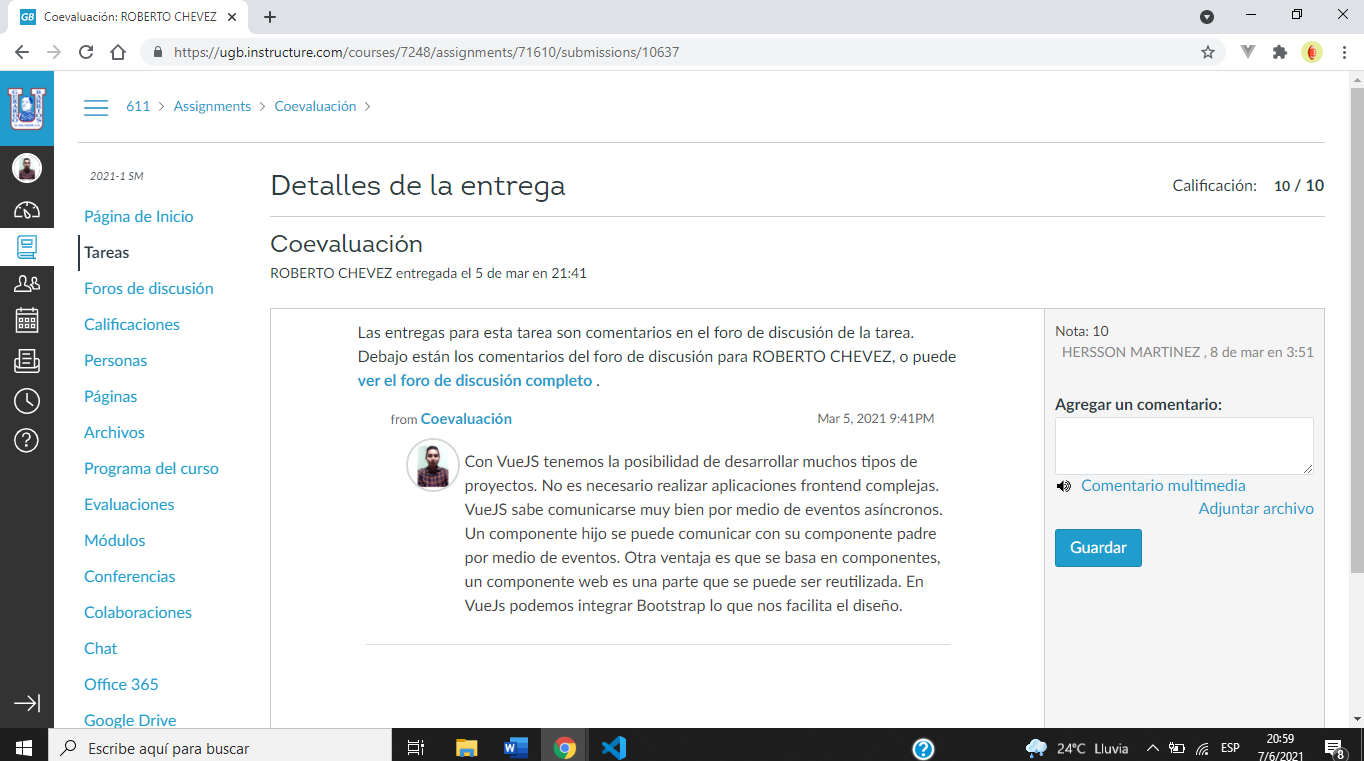 GB Coevaluación: ROBERTO CHEVEZ
https://ugb.instructure.com/courses/7248/assignments/71610/submissions/10637
611 > Assignments > Coevaluación >
2021-1 SM
Página de Inicio
Tareas
Foros de discusión
Calificaciones
Personas
Páginas
Archivos
Programa del curso
Evaluaciones
Módulos
Conferencias
Colaboraciones
Chat
Office 365
Google Drive
Detalles de la entrega
Calificación: 10 / 10
Coevaluación
ROBERTO CHEVEZ entregada el 5 de mar en 21:41
Las entregas para esta tarea son comentarios en el foro de discusión de la tarea.
Debajo están los comentarios del foro de discusión para ROBERTO CHEVEZ, o puede
ver el foro de discusión completo .
from Coevaluación
Mar 5, 2021 9:41PM
Con VueJS tenemos la posibilidad de desarrollar muchos tipos de
proyectos. No es necesario realizar aplicaciones frontend complejas.
VueJS sabe comunicarse muy bien por medio de eventos asíncronos.
Un componente hijo se puede comunicar con su componente padre
por medio de eventos. Otra ventaja es que se basa en componentes,
un componente web es una parte que se puede ser reutilizada. En
VueJs podemos integrar Bootstrap lo que nos facilita el diseño.
Nota: 10
HERSSON MARTINEZ , 8 de mar en 3:51
Agregar un comentario:
Comentario multimedia
Adjuntar archivo
Guardar
Escribe aquí para buscar
24°C Lluvia
ESP
20:59
7/6/2021
8